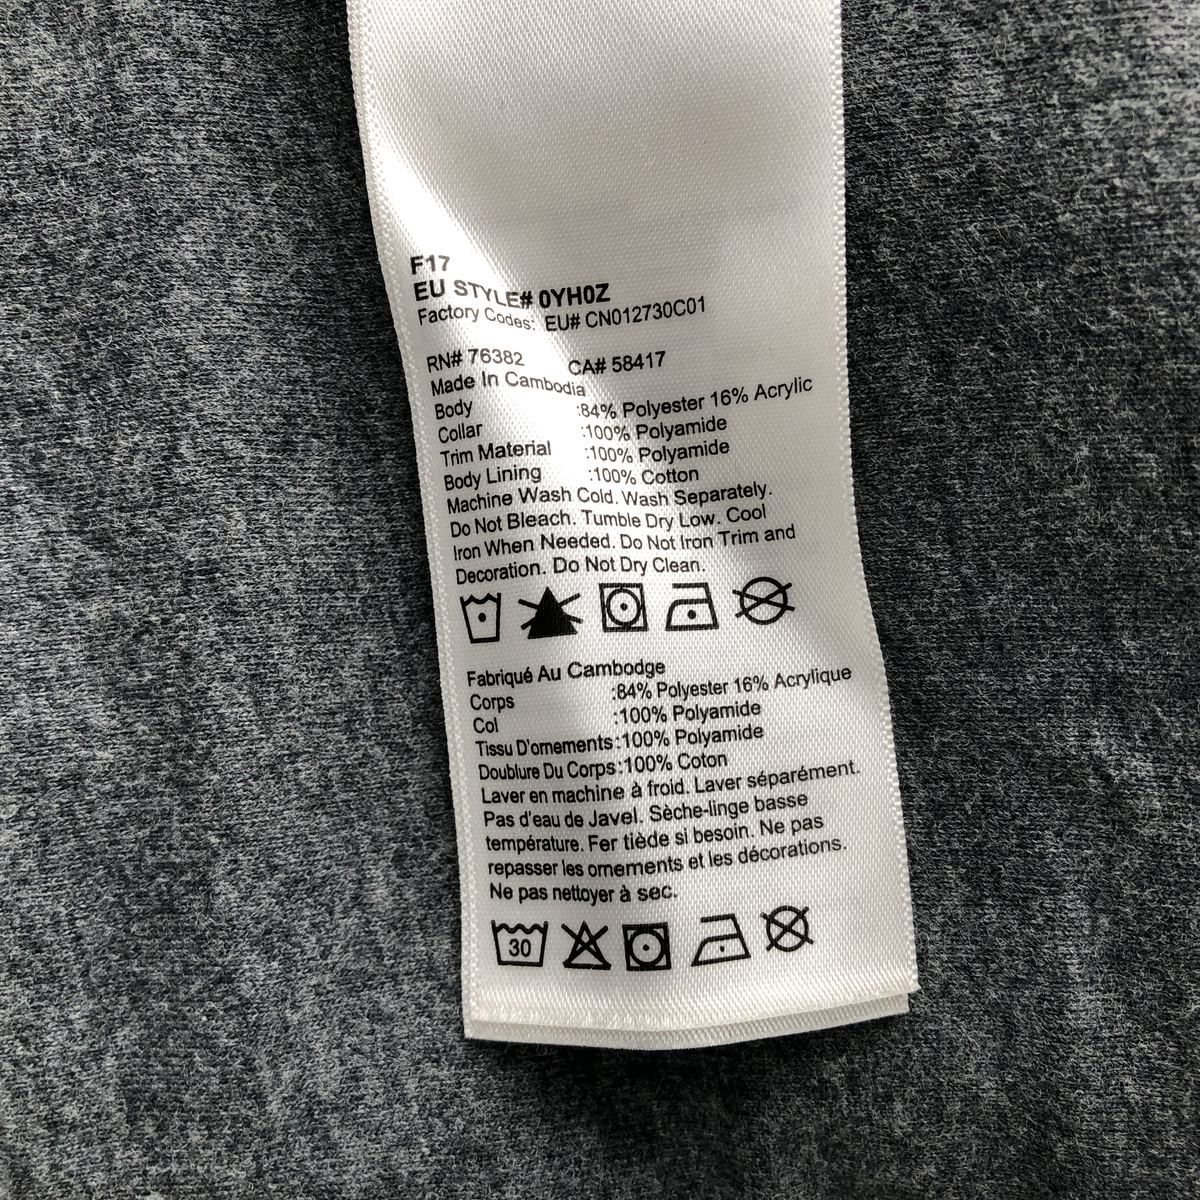 F17
EU STYLE# 0YH0Z
Factory Codes: EU# CN012730C01
RN# 76382 CA# 58417
Made In Cambodia
Body :84% Polyester 16% Acrylic
Collar :100% Polyamide
Trim Material :100% Polyamide
Body Lining :100% Cotton
Machine Wash Cold. Wash Separately.
Do Not Bleach. Tumble Dry Low. Cool
Iron When Needed. Do Not Iron Trim and
Decoration. Do Not Dry Clean.
Fabriqué Au Cambodge
Corps :84% Polyester 16% Acrylique
Col :100% Polyamide
Tissu D'ornements:100% Polyamide
Doublure Du Corps:100% Coton
Laver en machine à froid. Laver séparément.
Pas d'eau de Javel. Sèche-linge basse
température. Fer tiède si besoin. Ne pas
repasser les ornements et les décorations.
Ne pas nettoyer à sec.
30